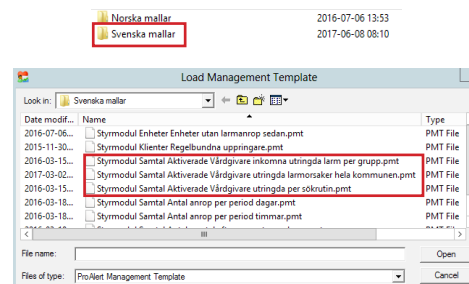 Norska mallar 2016-07-06 13:53
Svenska mallar 2017-06-08 08:10
Load Management Template
Look in: Svenska mallar
Date modif... Name Type
2016-07-06... Styrmodul Enheter Enheter utan larmanrop sedan.pmt PMT File
2015-11-30... Styrmodul Klienter Regelbundna uppringare.pmt PMT File
2016-03-15... Styrmodul Samtal Aktiverade Vårdgivare inkomna utringda larm per grupp.pmt PMT File
2017-03-02... Styrmodul Samtal Aktiverade Vårdgivare utringda larmorsaker hela kommunen.pmt PMT File
2016-03-15... Styrmodul Samtal Aktiverade Vårdgivare utringda per sökrutin.pmt PMT File
2016-03-18... Styrmodul Samtal Antal anrop per period dagar.pmt PMT File
2016-03-18... Styrmodul Samtal Antal anrop per period timmar.pmt PMT File
File name: Open
Files of type: ProAlert Management Template Cancel